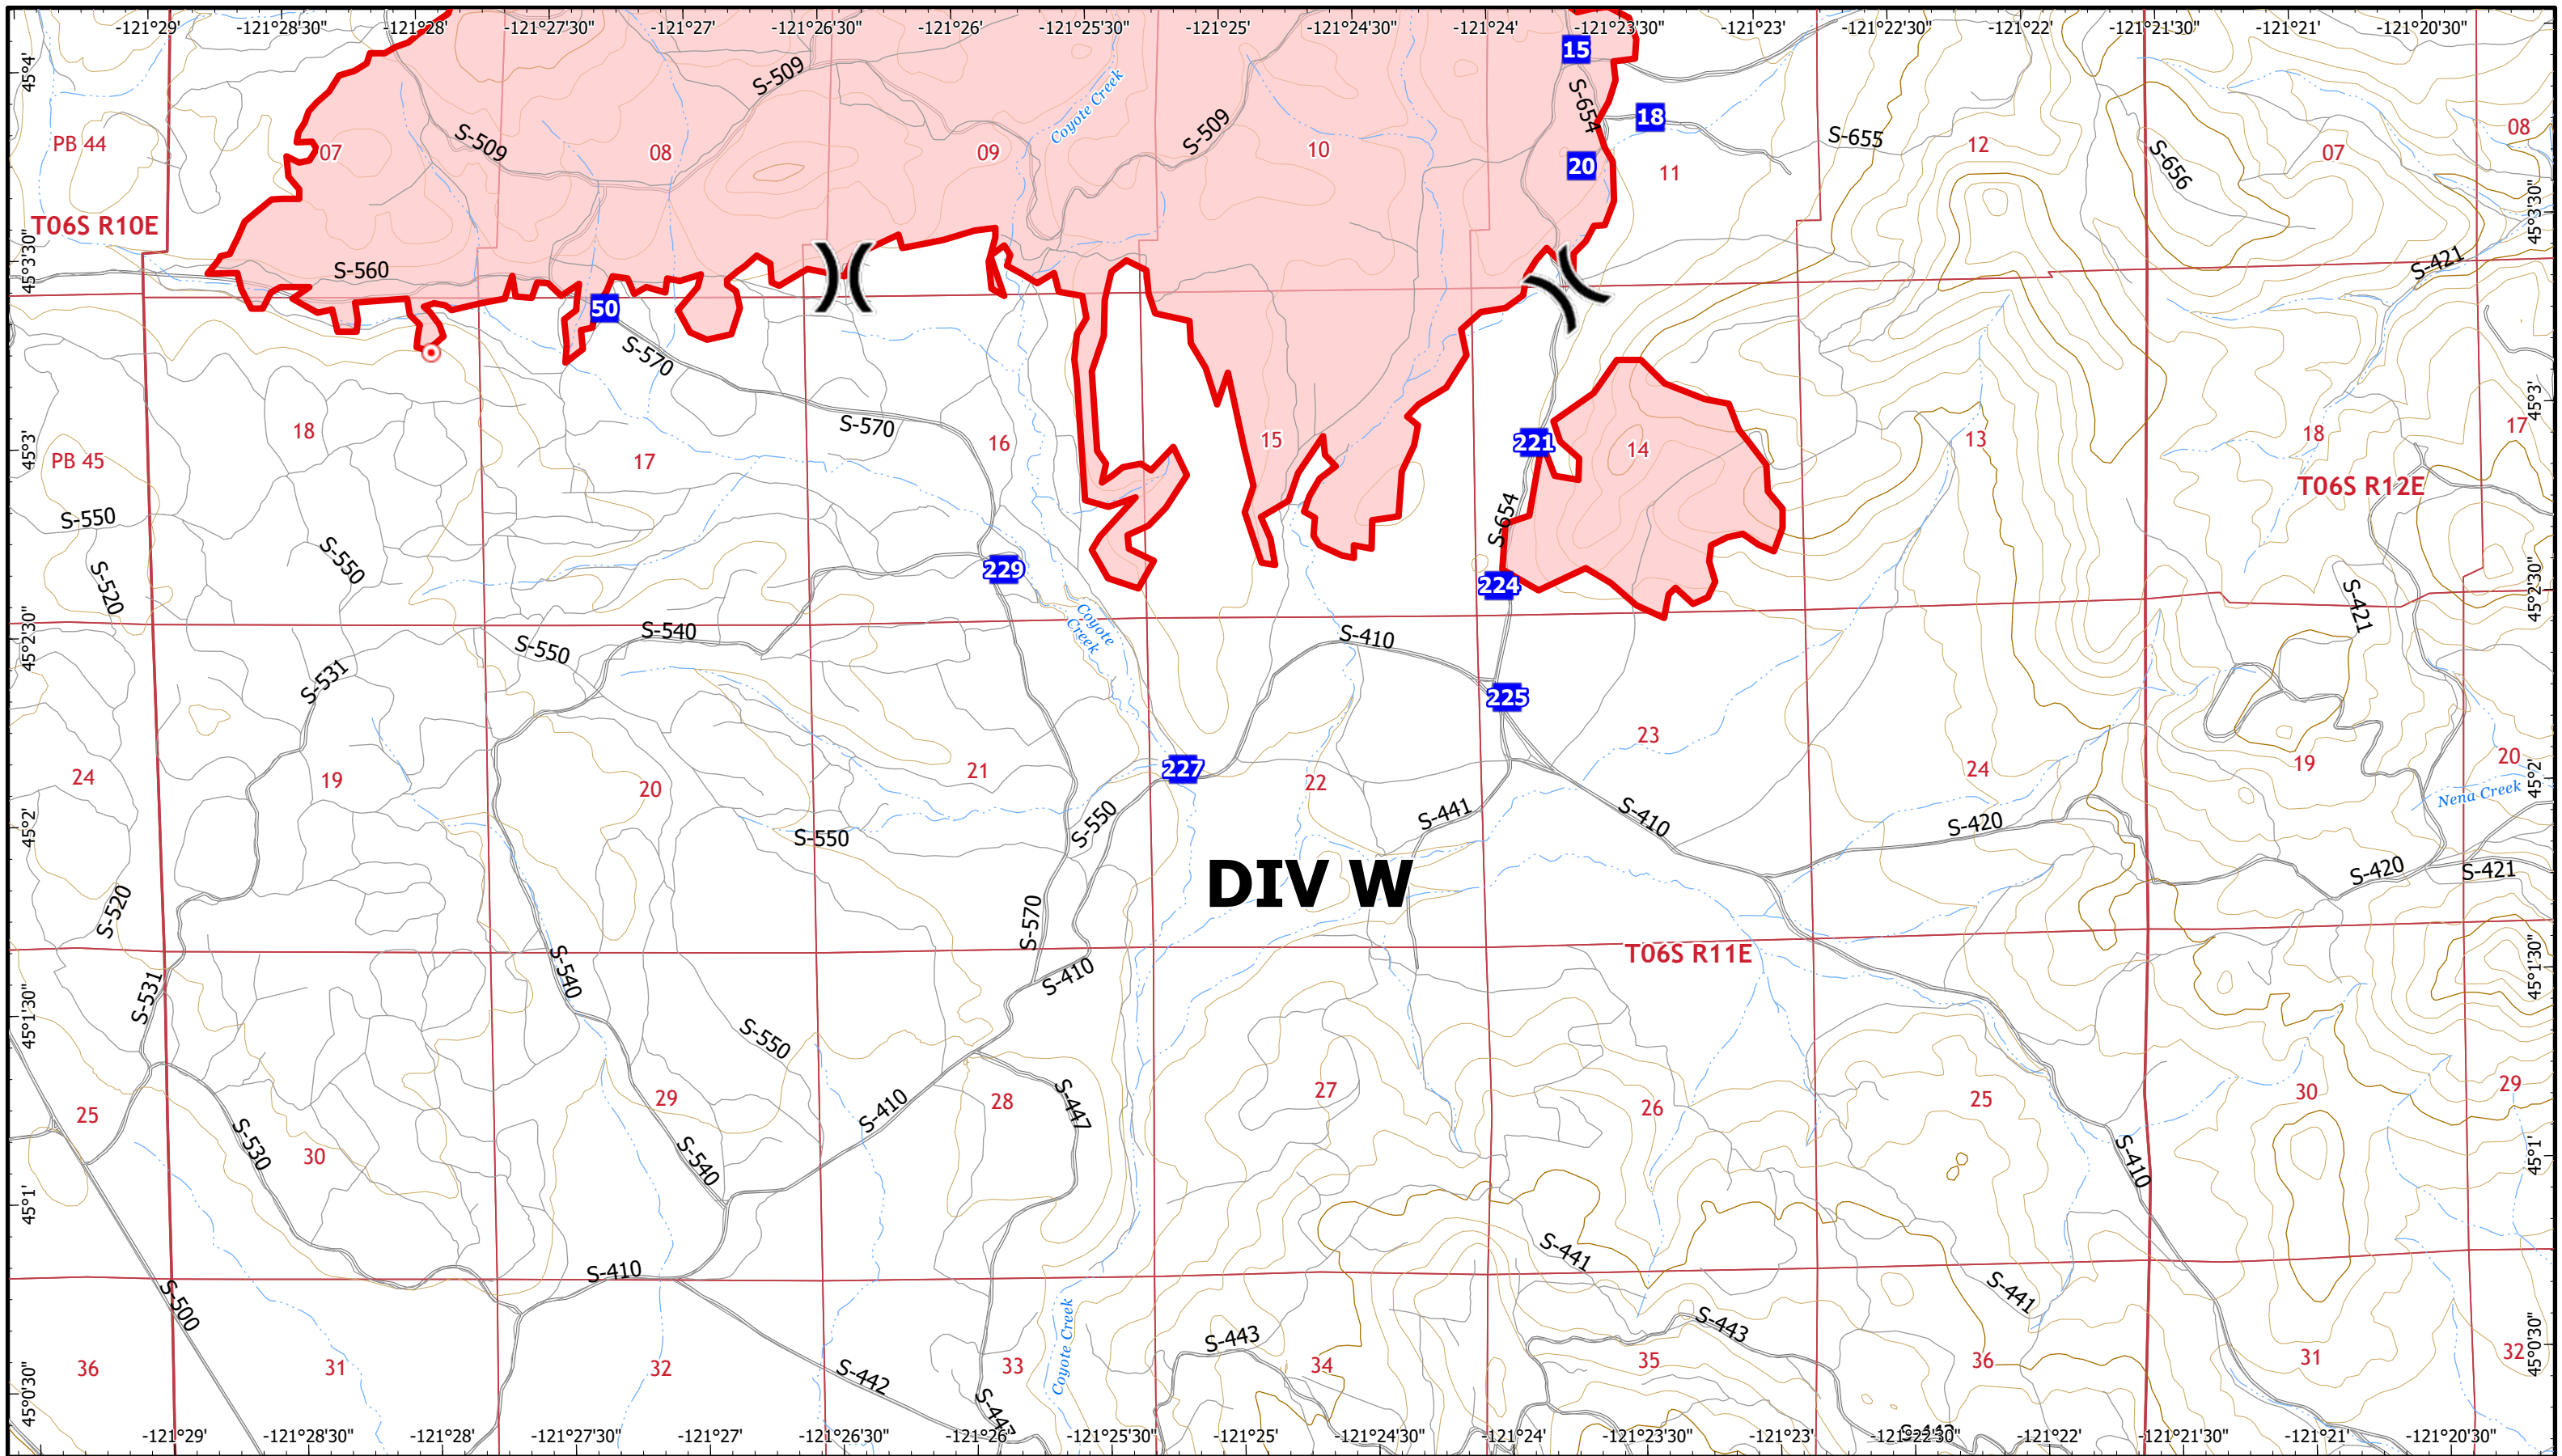 -121°29' -121°28'30" -121°28' -121°27'30" -121°27' -121°26'30" -121°26' -121°25'30" -121°25' -121°24'30" -121°24' -121°23'30" -121°23' -121°22'30" -121°22' -121°21'30" -121°21' -121°20'30"
15
45°4'
S-509
Coyote Creek
S-654
18
08
PB 44
S-509
S-509
S-655
12
07
08
09
10
20
11
S-656
07
T06S R10E
45°3'30"
45°3'30"
S-560
S-421
50
S-570
S-570
45°3'
45°3'
18
17
16
15
221
14
13
18
17
PB 45
T06S R12E
S-550
S-654
S-550
S-520
229
224
45°2'30"
45°2'30"
S-421
Coyote
Creek
S-540
S-550
S-410
S-531
225
23
24
19
20
21
227
22
24
19
20
45°2'
45°2'
Nena Creek
S-550
S-550
S-441
S-410
S-420
S-420
S-421
DIV W
S-520
S-570
T06S R11E
S-540
S-410
45°1'30"
45°1'30"
S-531
S-550
25
29
S-410
28
S-447
27
26
25
30
29
S-530
30
S-540
45°1'
45°1'
S-410
S-441
S-410
S-441
S-500
Coyote Creek
S-443
S-443
36
31
32
S-442
33
34
35
36
31
32
45°0'30"
45°0'30"
S-447
S-443
-121°29' -121°28'30" -121°28' -121°27'30" -121°27' -121°26'30" -121°26' -121°25'30" -121°25' -121°24'30" -121°24' -121°23'30" -121°23' -121°22'30" -121°22' -121°21'30" -121°21' -121°20'30"